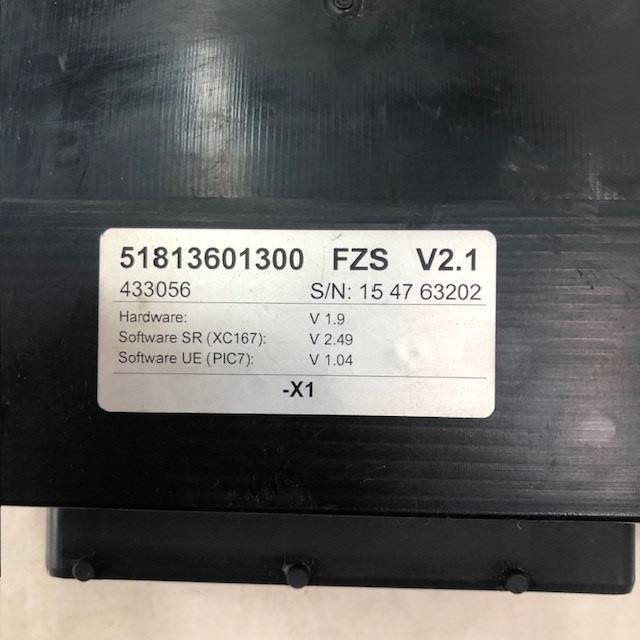 51813601300 FZS V2.1
433056 S/N: 15 47 63202
Hardware: V 1.9
Software SR (XC167): V 2.49
Software UE (PIC7): V 1.04
-X1